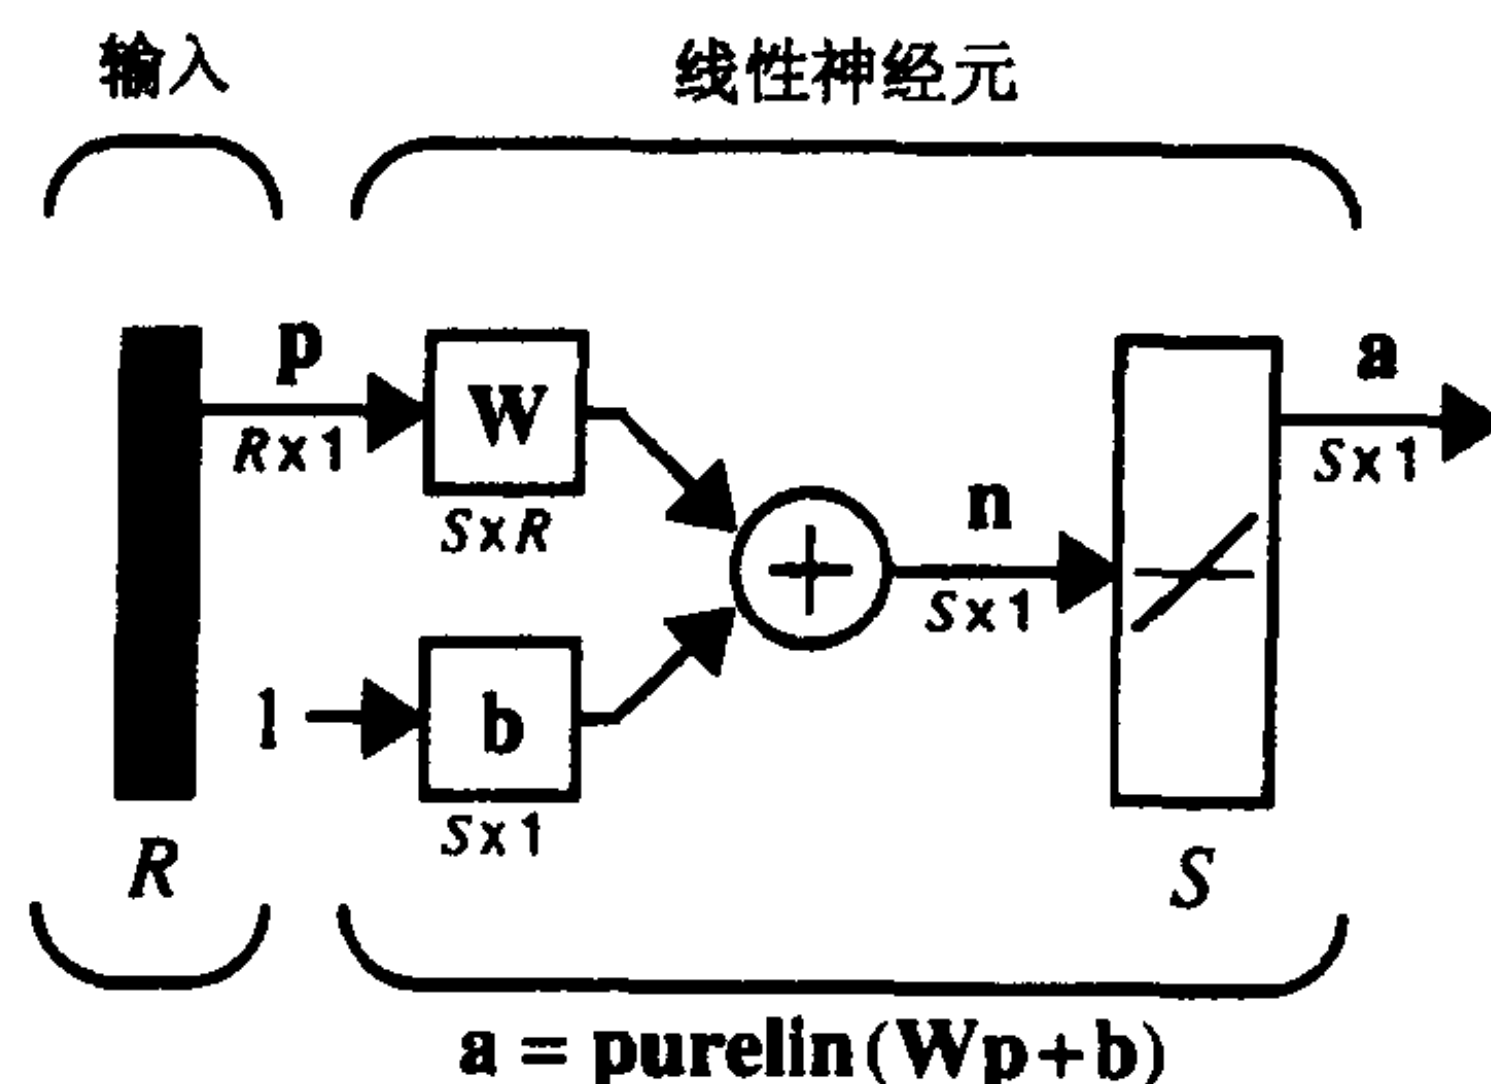 输入 线性神经元
p W a
R×1 S×R n S×1
1 b S×1
S×1
R S
a = purelin(Wp+b)